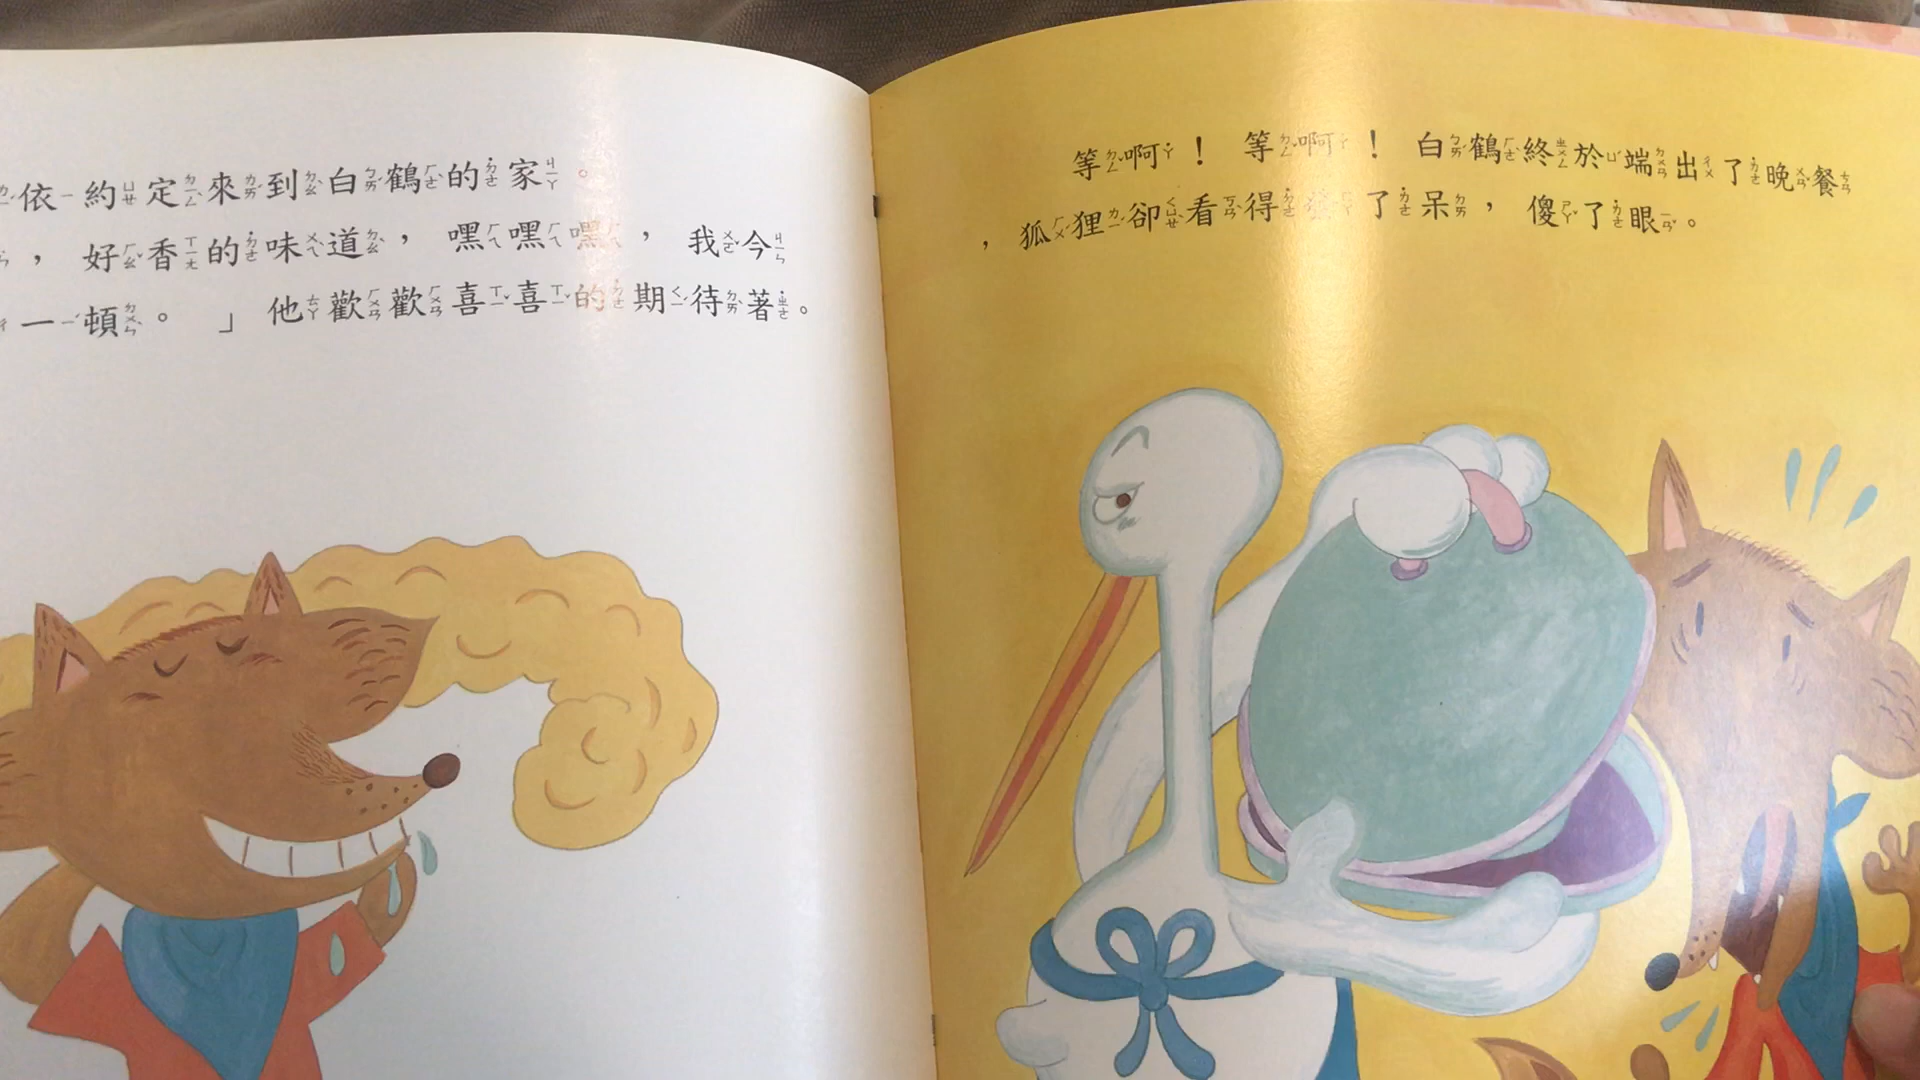 依約定來到白鶴的家。
，好香的味道，嘿嘿嘿，我今
一頓。」他歡歡喜喜的期待著。
等啊！等啊！白鶴終於端出了晚餐
，狐狸卻看得傻了呆，傻了眼。